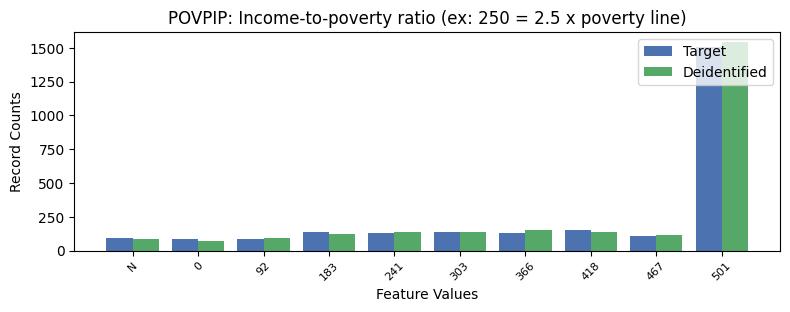 POVPIP: Income-to-poverty ratio (ex: 250 = 2.5 x poverty line)
Target
Deidentified
Record Counts
1500
1250
1000
750
500
250
0
N 0 92 183 241 303 366 418 467 501
Feature Values